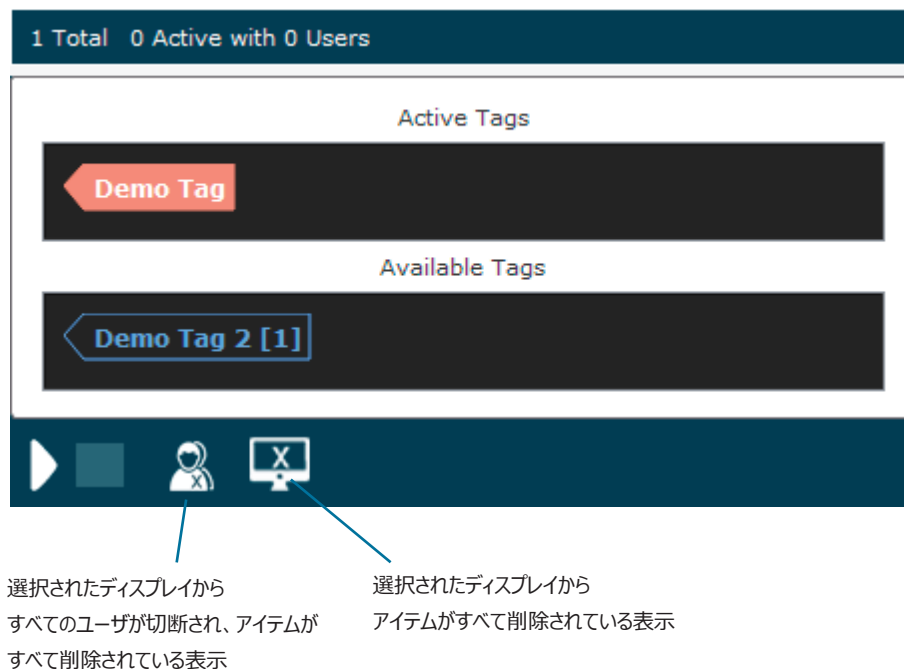 1 Total 0 Active with 0 Users
Active Tags
Demo Tag
Available Tags
Demo Tag 2 [1]
X
X
選択されたディスプレイから
すべてのユーザが切断され、アイテムが
すべて削除されている表示
選択されたディスプレイから
アイテムがすべて削除されている表示